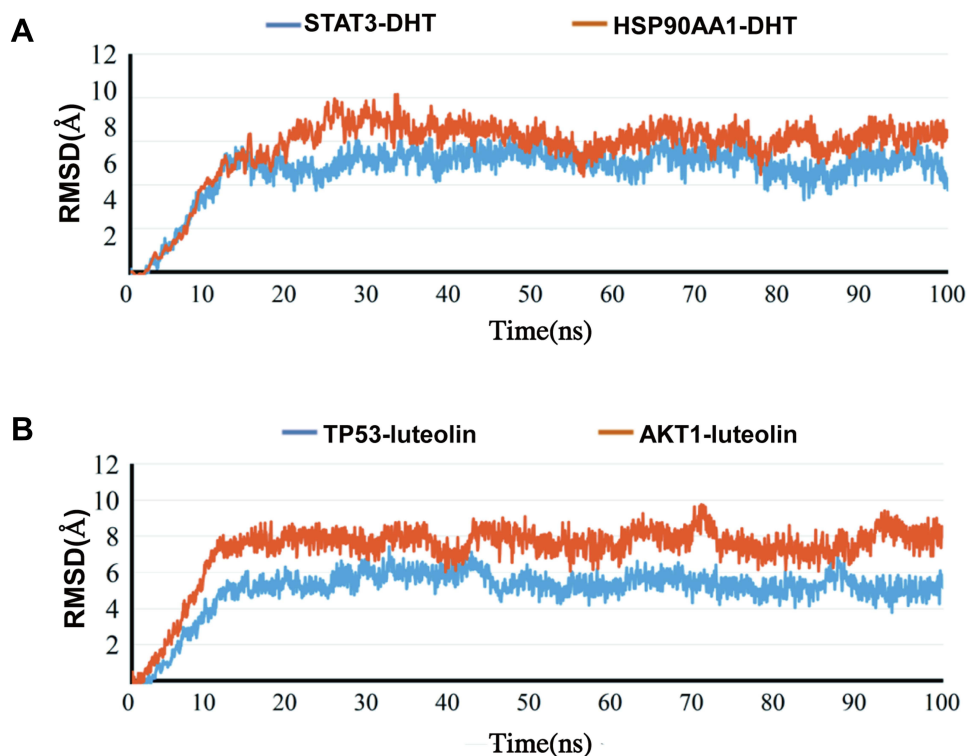 A
STAT3-DHT HSP90AA1-DHT
RMSD(Å)
12
10
8
6
4
2
0 10 20 30 40 50 60 70 80 90 100
Time(ns)
B
TP53-luteolin AKT1-luteolin
RMSD(Å)
12
10
8
6
4
2
0 10 20 30 40 50 60 70 80 90 100
Time(ns)